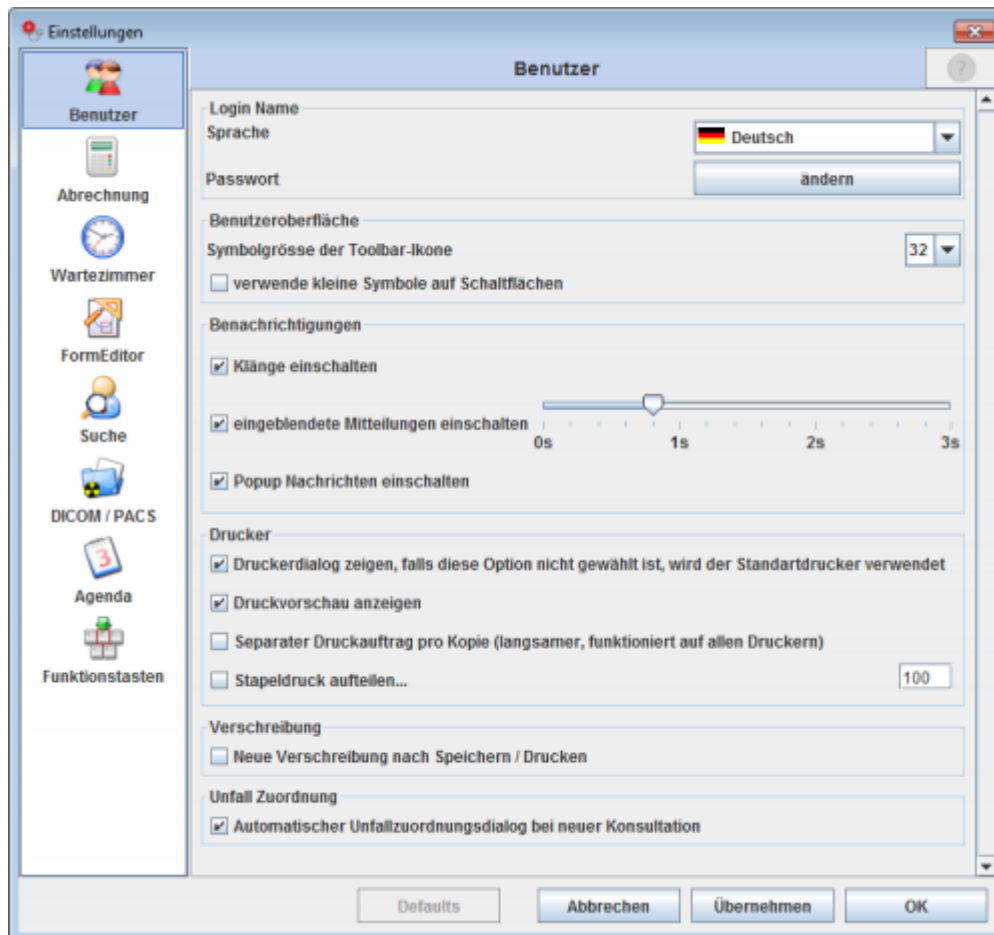 Einstellungen
Benutzer
Benutzer
Abrechnung
Wartezimmer
FormEditor
Suche
DICOM / PACS
3
Agenda
Funktionstasten
?
Login Name
Sprache
Deutsch
Passwort
ändern
Benutzeroberfläche
Symbolgrösse der Toolbar-Ikone
32
verwende kleine Symbole auf Schaltflächen
Benachrichtigungen
Klänge einschalten
eingeblendete Mitteilungen einschalten
0s 1s 2s 3s
Popup Nachrichten einschalten
Drucker
Druckerdialog zeigen, falls diese Option nicht gewählt ist, wird der Standartdrucker verwendet
Druckvorschau anzeigen
Separater Druckauftrag pro Kopie (langsamer, funktioniert auf allen Druckern)
Stapeldruck aufteilen... 100
Verschreibung
Neue Verschreibung nach Speichern / Drucken
Unfall Zuordnung
Automatischer Unfallzuordnungsdialog bei neuer Konsultation
Defaults Abbrechen Übernehmen OK